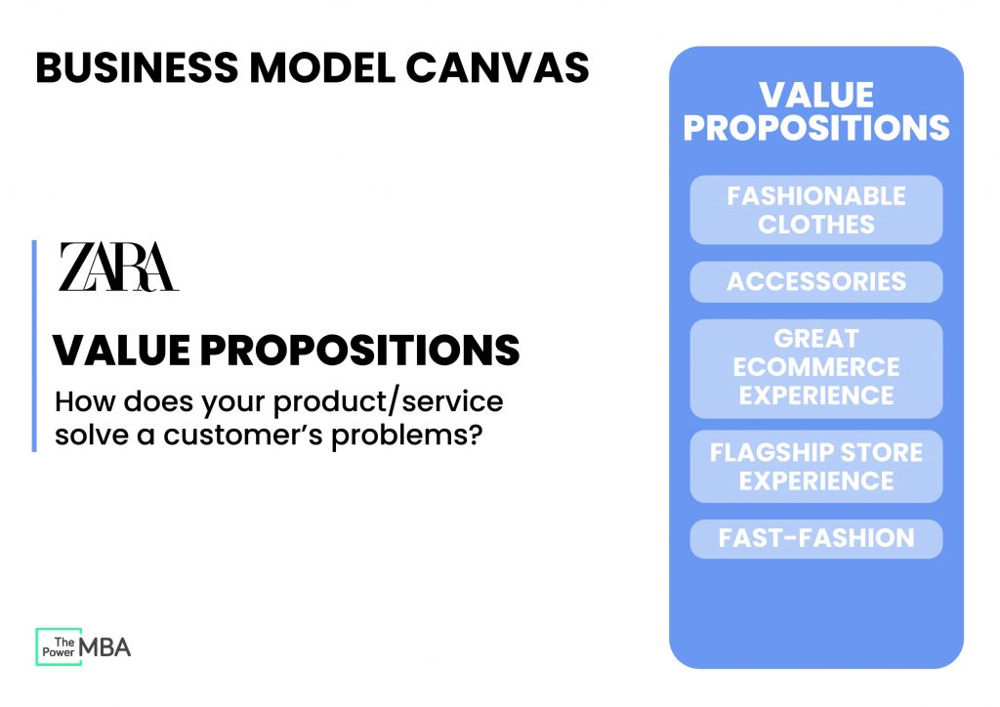 BUSINESS MODEL CANVAS
ZARA
VALUE PROPOSITIONS
How does your product/service
solve a customer’s problems?
VALUE
PROPOSITIONS
FASHIONABLE
CLOTHES
ACCESSORIES
GREAT
ECOMMERCE
EXPERIENCE
FLAGSHIP STORE
EXPERIENCE
FAST-FASHION
The
Power MBA